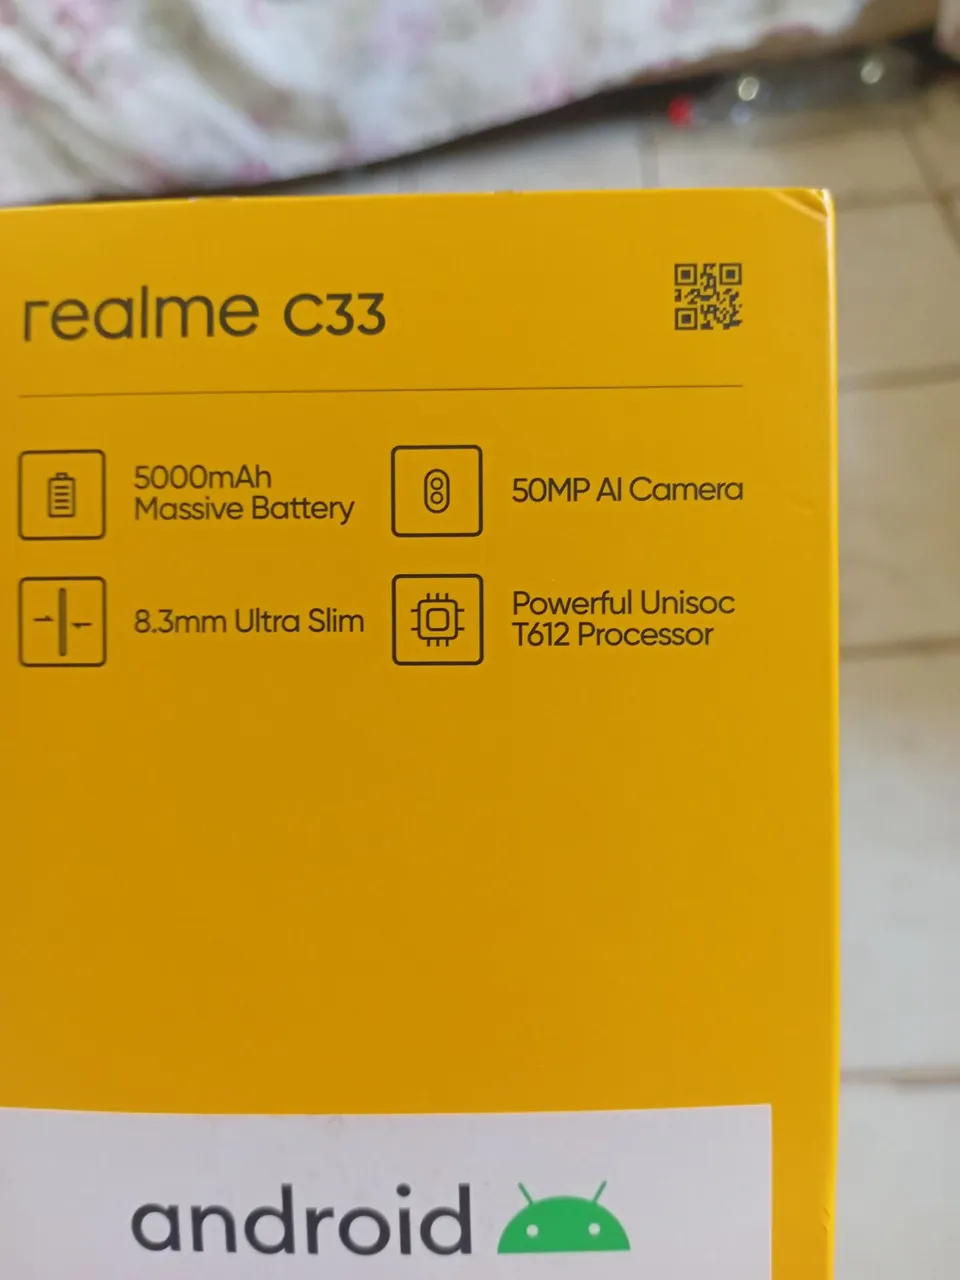 realme C33
5000mAh
Massive Battery
50MP AI Camera
8.3mm Ultra Slim
Powerful Unisoc
T612 Processor
android